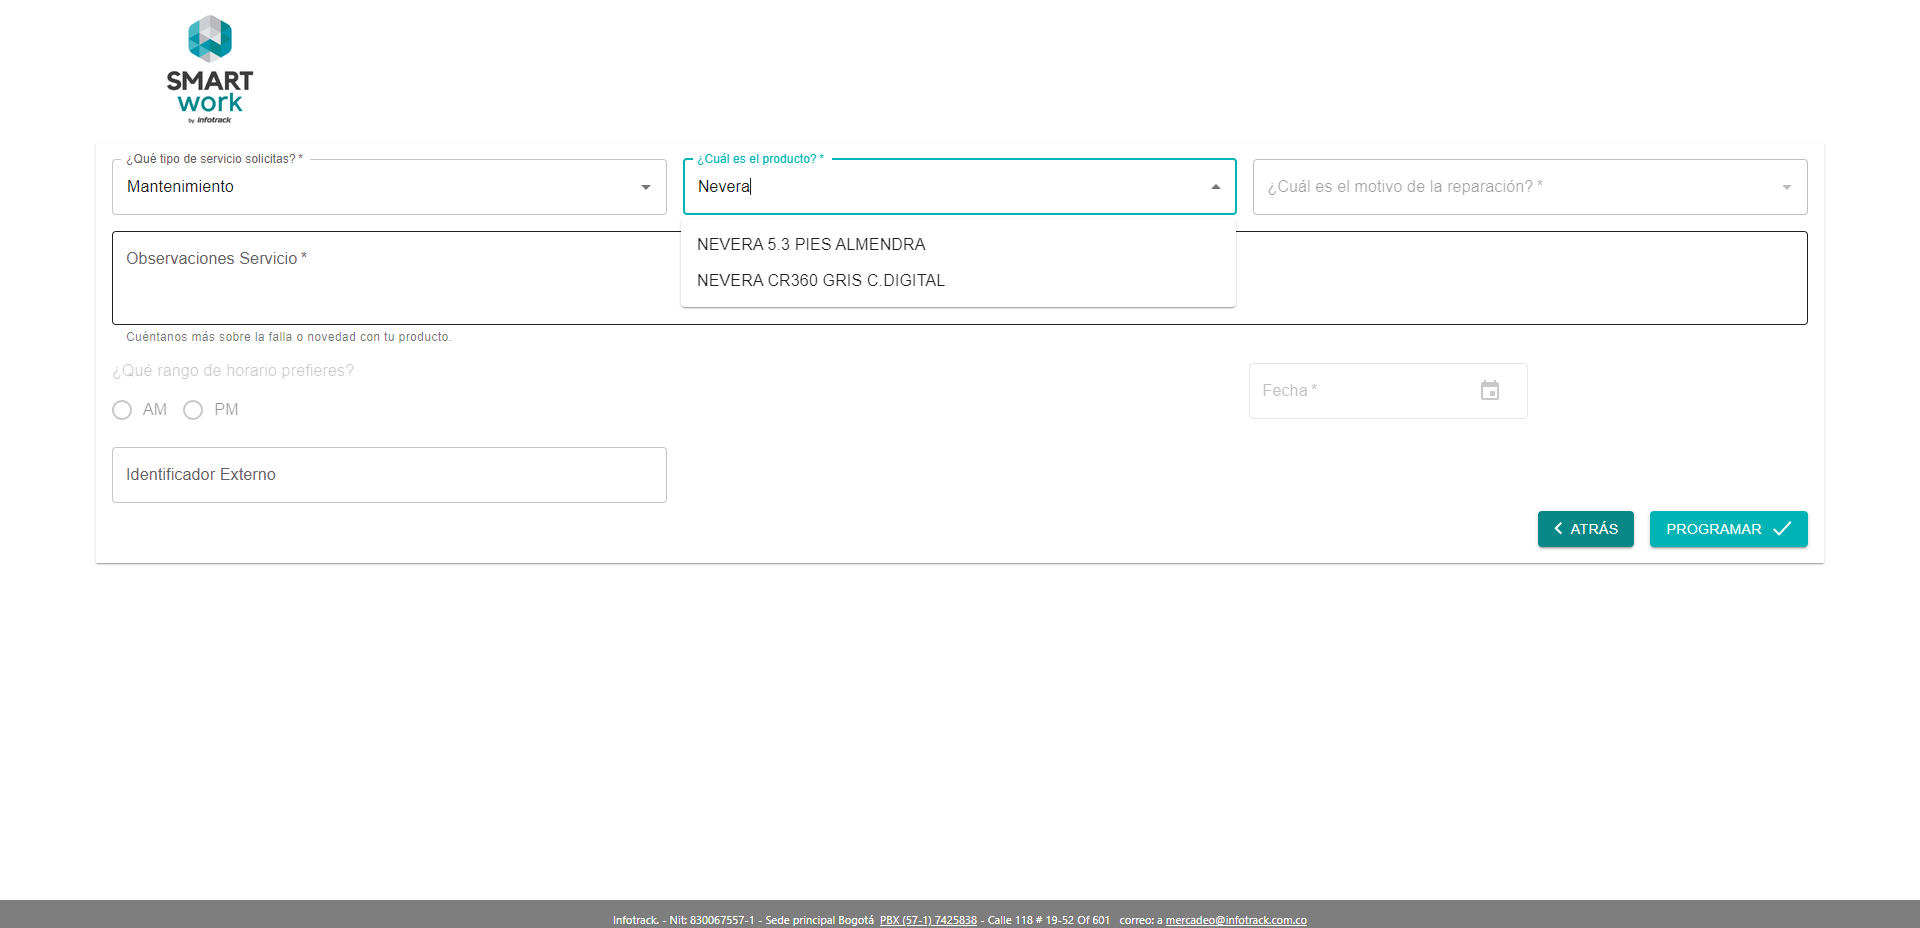 SMART
work
by infotrack
¿Qué tipo de servicio solicitas? *
Mantenimiento
¿Cuál es el producto? *
Nevera
¿Cuál es el motivo de la reparación? *
NEVERA 5.3 PIES ALMENDRA
NEVERA CR360 GRIS C.DIGITAL
Observaciones Servicio *
Cuéntanos más sobre la falla o novedad con tu producto.
¿Qué rango de horario prefieres?
AM PM
Fecha *
Identificador Externo
ATRÁS
PROGRAMAR
Infotrack. - Nit: 830067557-1 - Sede principal Bogotá PBX (57-1) 7425838 - Calle 118 # 19-52 Of 601 correo: a mercadeo@infotrack.com.co